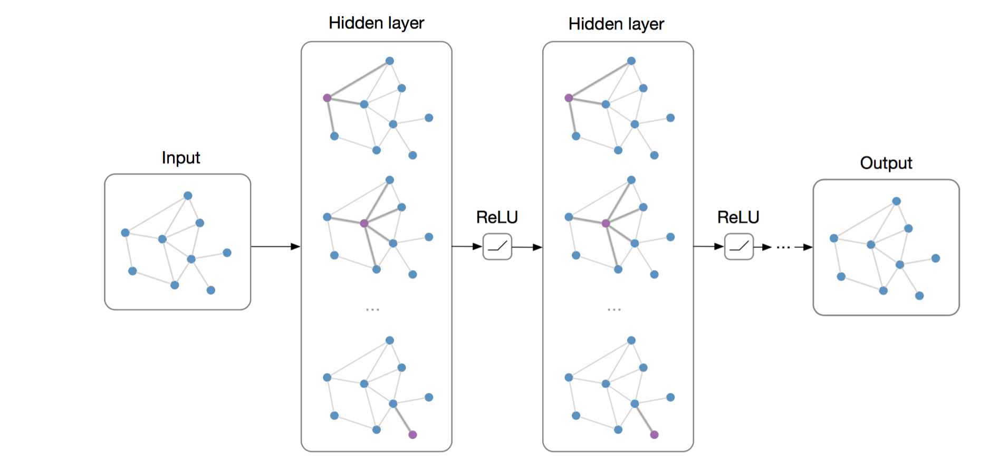 Input
Hidden layer
...
ReLU
Hidden layer
...
ReLU
...
Output